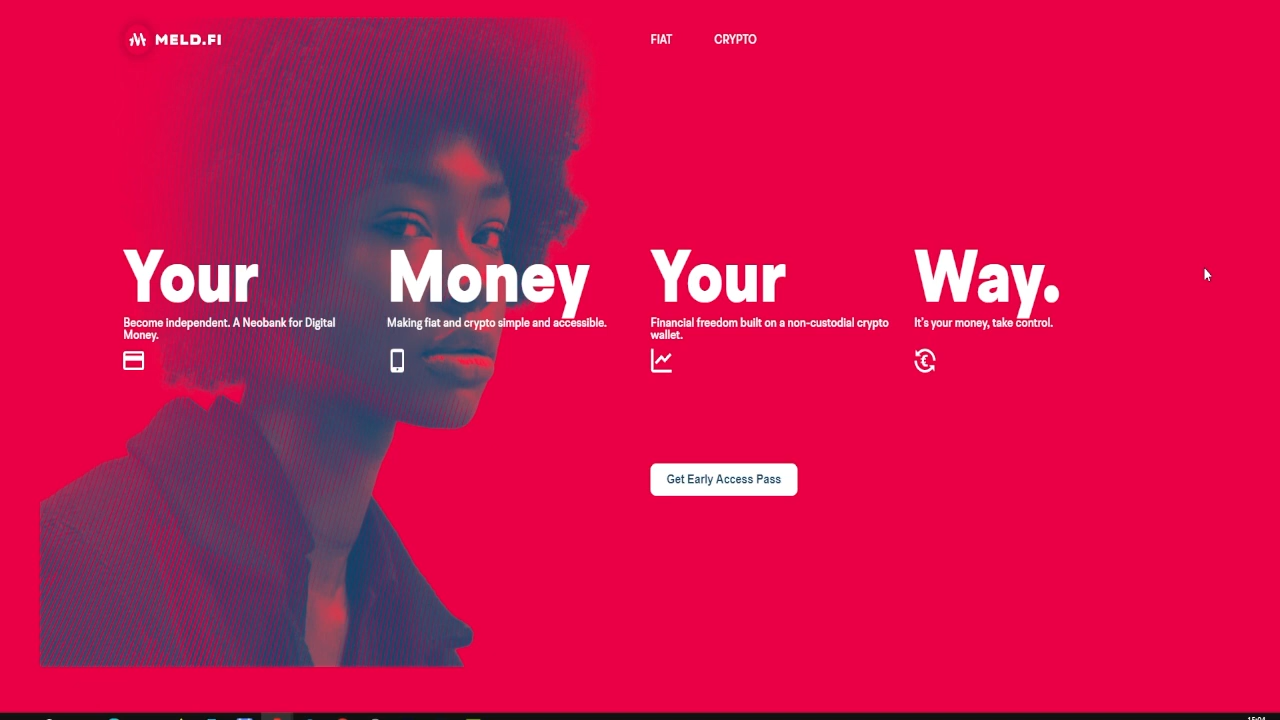 MELD.FI
FIAT
CRYPTO
Your Money Your Way.
Become independent. A Neobank for Digital
Money.
Making fiat and crypto simple and accessible.
Financial freedom built on a non-custodial crypto
wallet.
It's your money, take control.
Get Early Access Pass